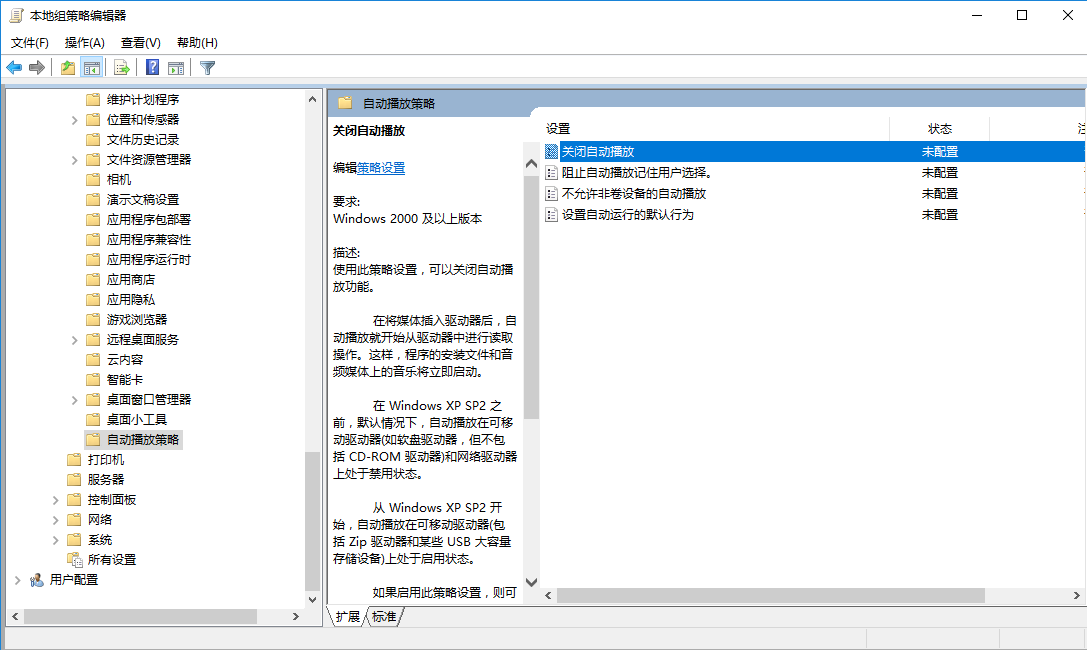 本地组策略编辑器
文件(F) 操作(A) 查看(V) 帮助(H)
维护计划程序
位置和传感器
文件历史记录
文件资源管理器
相机
演示文稿设置
应用程序包部署
应用程序兼容性
应用程序运行时
应用商店
应用隐私
游戏浏览器
远程桌面服务
云内容
智能卡
桌面窗口管理器
桌面小工具
自动播放策略
打印机
服务器
控制面板
网络
系统
所有设置
用户配置
自动播放策略
关闭自动播放
编辑策略设置
要求:
Windows 2000 及以上版本
描述:
使用此策略设置，可以关闭自动播
放功能。
在将媒体插入驱动器后，自
动播放就开始从驱动器中进行读取
操作。这样，程序的安装文件和音
频媒体上的音乐将立即启动。
在 Windows XP SP2 之
前，默认情况下，自动播放在可移
动驱动器(如软盘驱动器，但不包
括 CD-ROM 驱动器)和网络驱动器
上处于禁用状态。
从 Windows XP SP2 开
始，自动播放在可移动驱动器(包
括 Zip 驱动器和某些 USB 大容量
存储设备)上处于启用状态。
如果启用此策略设置，则可
扩展 标准
设置 状态
关闭自动播放 未配置
阻止自动播放记住用户选择。 未配置
不允许非卷设备的自动播放 未配置
设置自动运行的默认行为 未配置